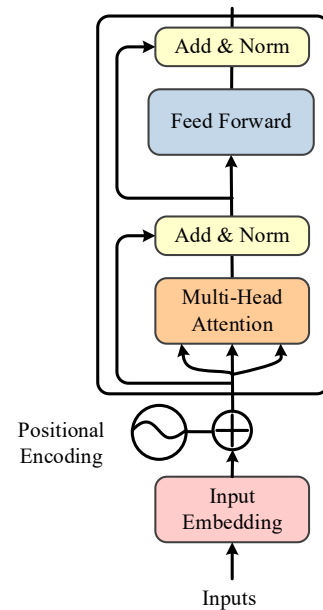 Add & Norm
Feed Forward
Add & Norm
Multi-Head
Attention
Positional
Encoding
Input
Embedding
Inputs